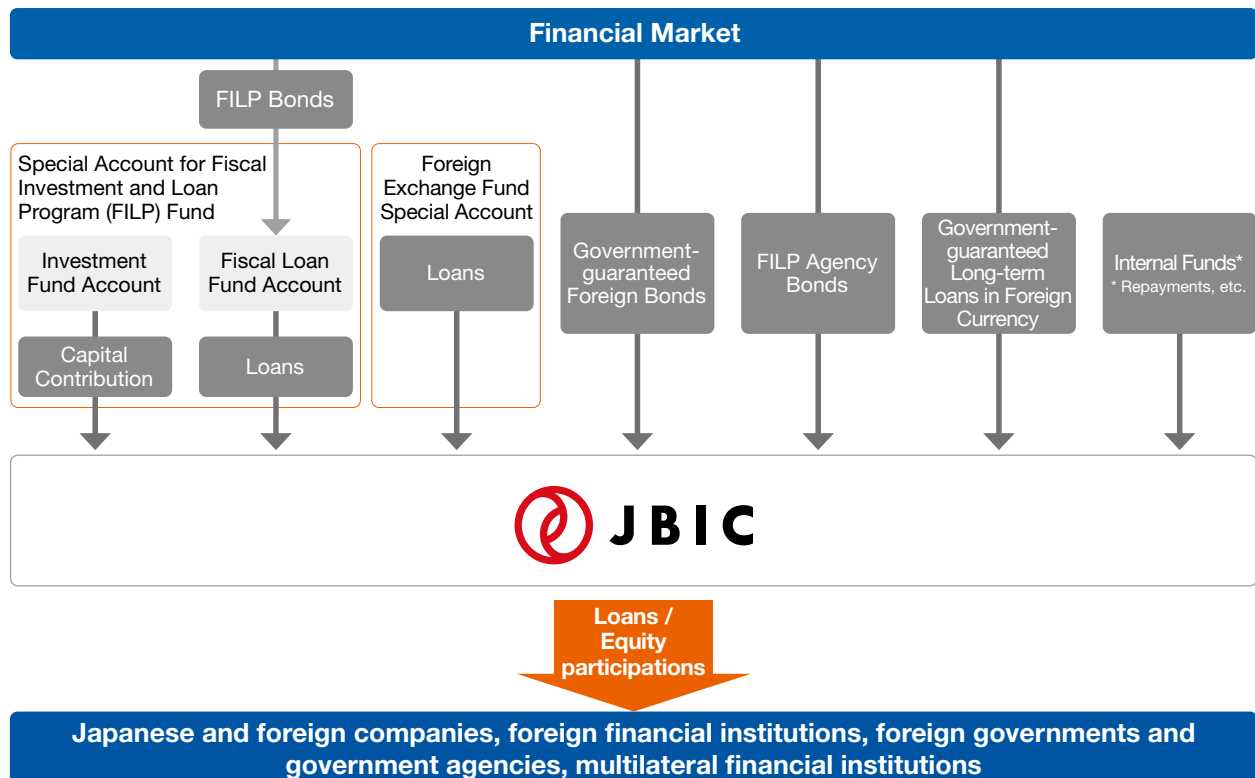 Financial Market
FILP Bonds
Special Account for Fiscal
Investment and Loan
Program (FILP) Fund
Investment
Fund Account
Capital
Contribution
Fiscal Loan
Fund Account
Loans
Foreign
Exchange Fund
Special Account
Loans
Government-
guaranteed
Foreign Bonds
FILP Agency
Bonds
Government-
guaranteed
Long-term
Loans in Foreign
Currency
Internal Funds*
* Repayments, etc.
JBIC
Loans /
Equity
participations
Japanese and foreign companies, foreign financial institutions, foreign governments and
government agencies, multilateral financial institutions